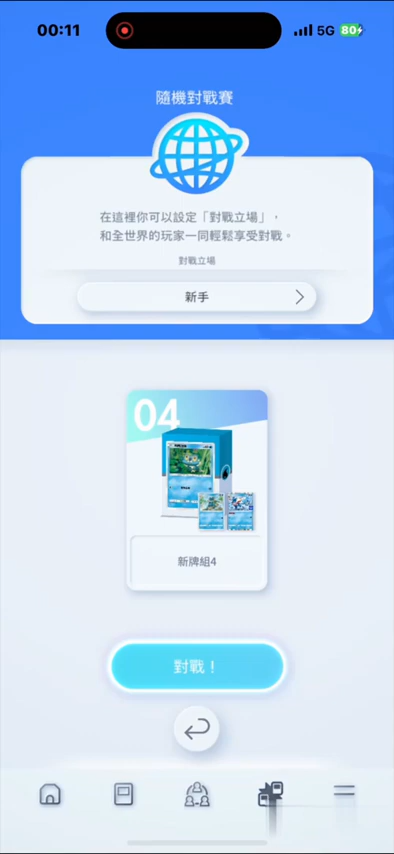 00:11
5G
80
隨機對戰賽
在這裡你可以設定「對戰立場」，
和全世界的玩家一同輕鬆享受對戰。
對戰立場
新手
04
新牌組4
對戰！